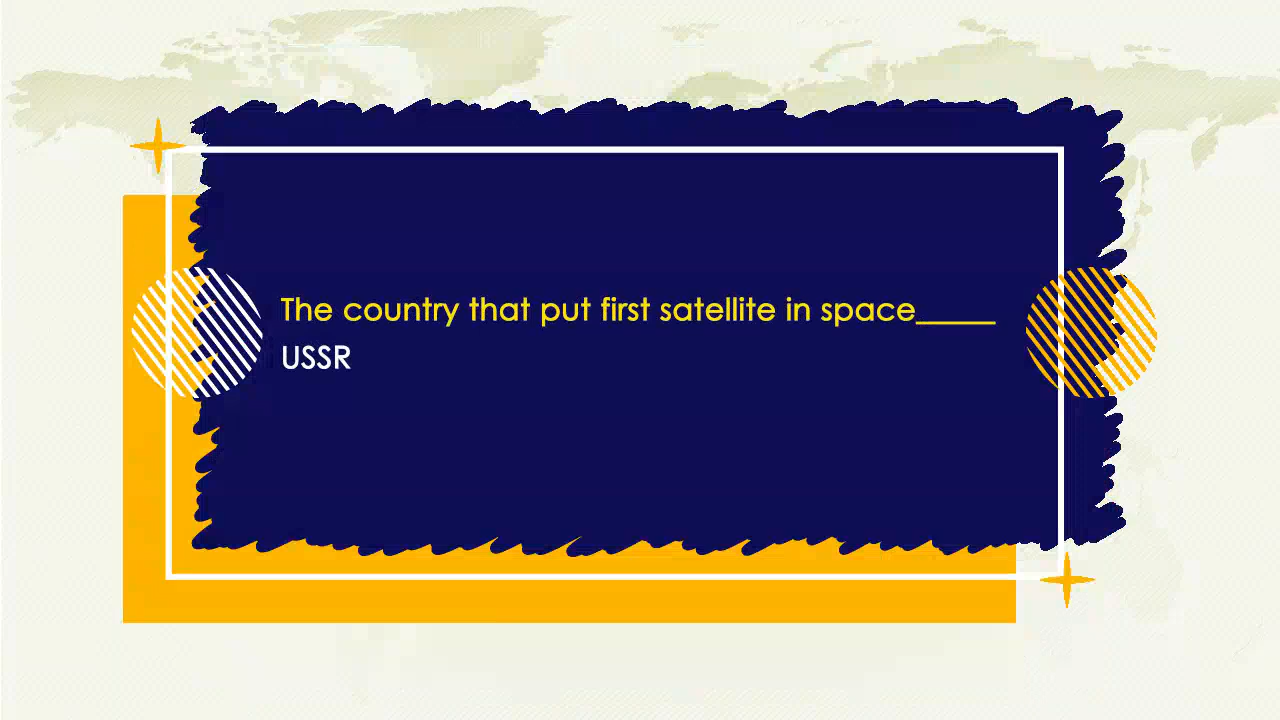 The country that put first satellite in space_____
USSR